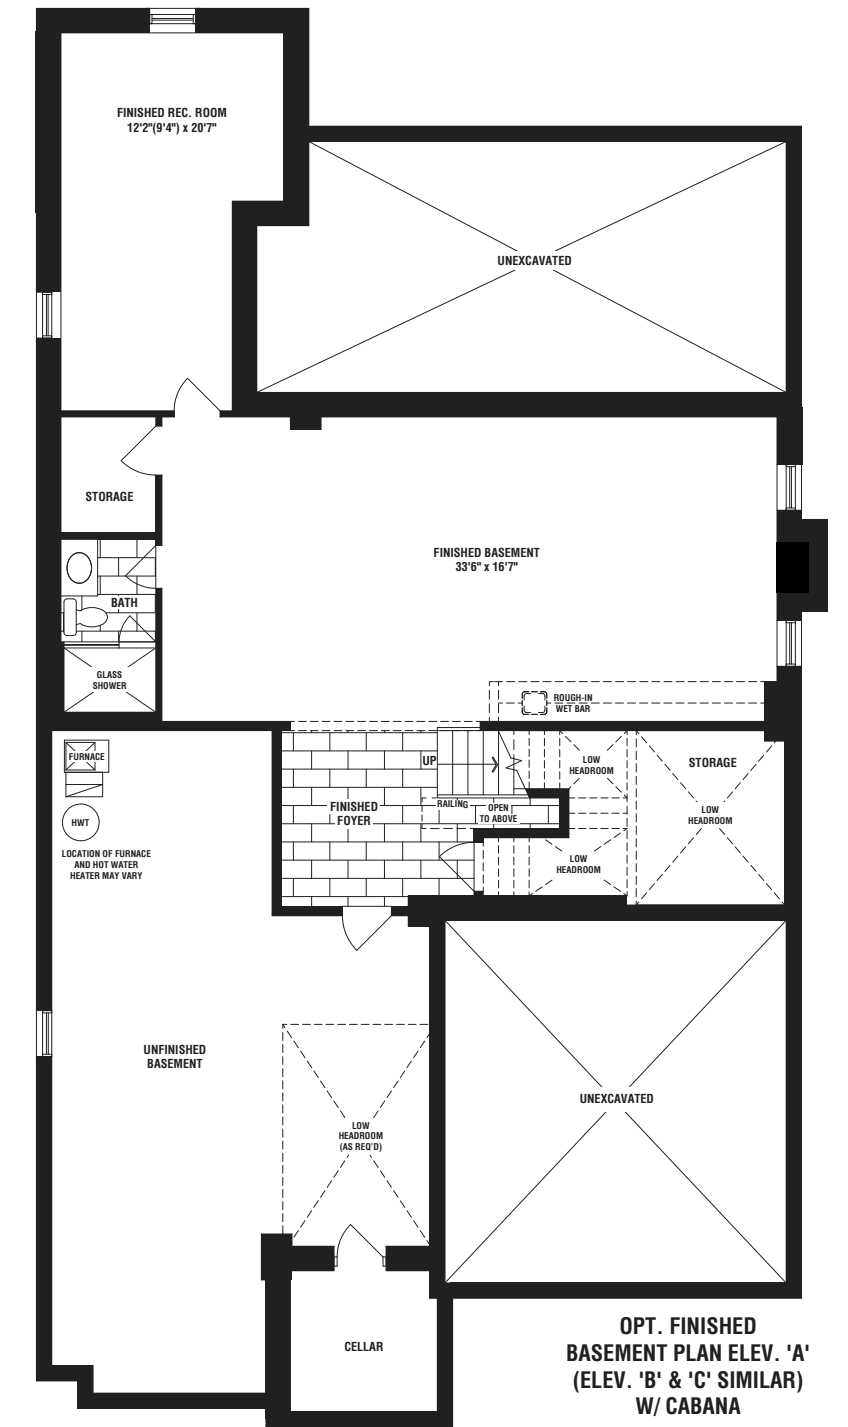 FINISHED REC. ROOM
12'2"(9'4") x 20'7"
UNEXCAVATED
STORAGE
FINISHED BASEMENT
33'6" x 16'7"
BATH
GLASS
SHOWER
ROUGH-IN
WET BAR
FURNACE
HWT
LOCATION OF FURNACE
AND HOT WATER
HEATER MAY VARY
UP
LOW
HEADROOM
STORAGE
FINISHED
FOYER
RAILING
OPEN
TO ABOVE
LOW
HEADROOM
LOW
HEADROOM
UNFINISHED
BASEMENT
UNEXCAVATED
LOW
HEADROOM
(AS REQ'D)
CELLAR
OPT. FINISHED
BASEMENT PLAN ELEV. 'A'
(ELEV. 'B' & 'C' SIMILAR)
W/ CABANA